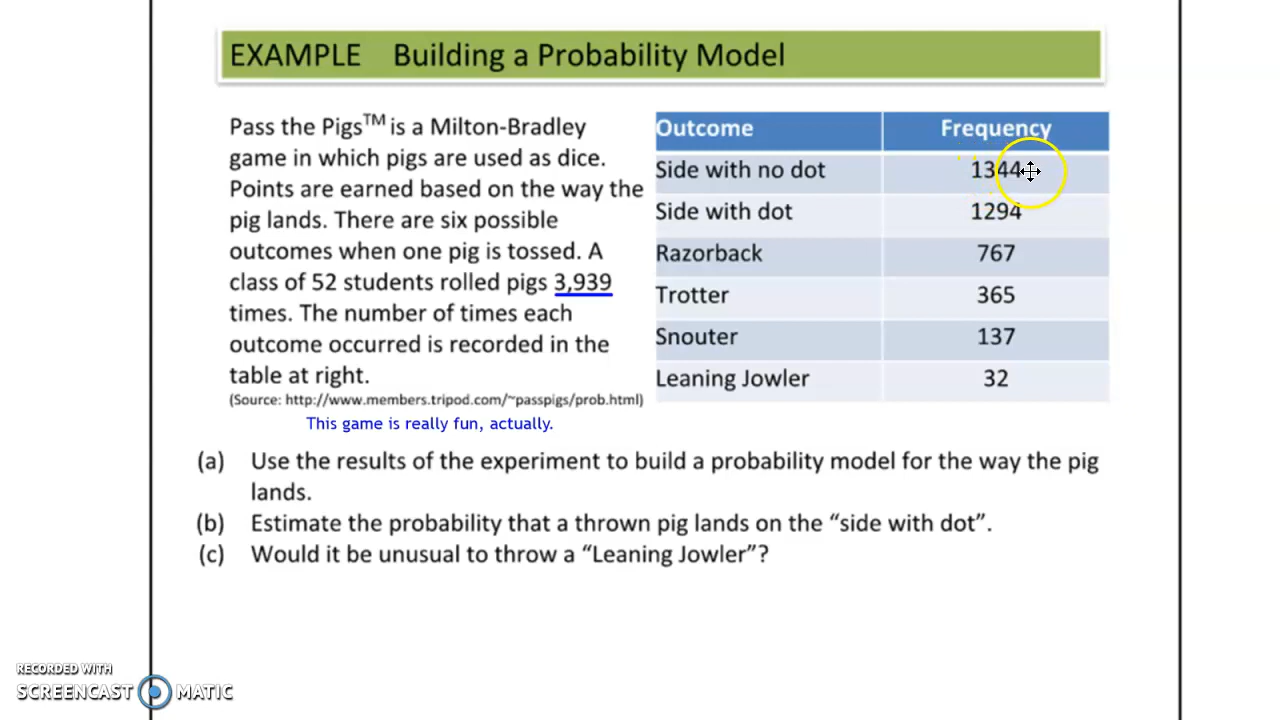 EXAMPLE Building a Probability Model
Pass the Pigs™ is a Milton-Bradley
game in which pigs are used as dice.
Points are earned based on the way the
pig lands. There are six possible
outcomes when one pig is tossed. A
class of 52 students rolled pigs 3,939
times. The number of times each
outcome occurred is recorded in the
table at right.
(Source: http://www.members.tripod.com/~passpigs/prob.html)
This game is really fun, actually.
Outcome Frequency
Side with no dot 1344
Side with dot 1294
Razorback 767
Trotter 365
Snouter 137
Leaning Jowler 32
(a) Use the results of the experiment to build a probability model for the way the pig
lands.
(b) Estimate the probability that a thrown pig lands on the “side with dot”.
(c) Would it be unusual to throw a “Leaning Jowler”?
RECORDED WITH
SCREENCAST MATIC